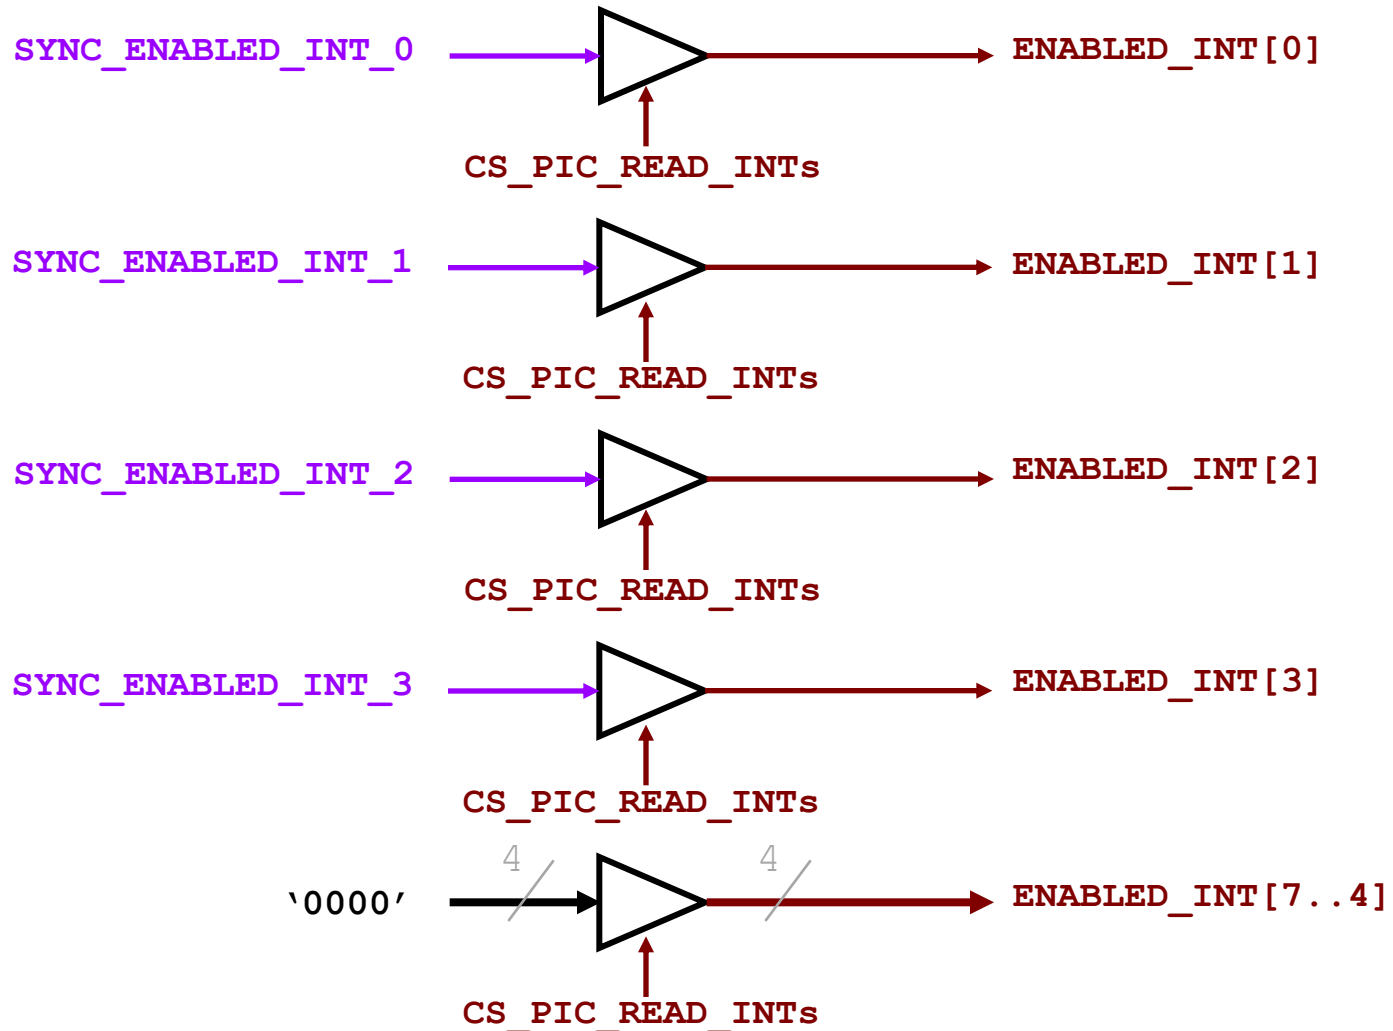 SYNC_ENABLED_INT_0 ENABLED_INT[0]
CS_PIC_READ_INTs
SYNC_ENABLED_INT_1 ENABLED_INT[1]
CS_PIC_READ_INTs
SYNC_ENABLED_INT_2 ENABLED_INT[2]
CS_PIC_READ_INTs
SYNC_ENABLED_INT_3 ENABLED_INT[3]
CS_PIC_READ_INTs
4 4
‘0000’ ENABLED_INT[7..4]
CS_PIC_READ_INTs